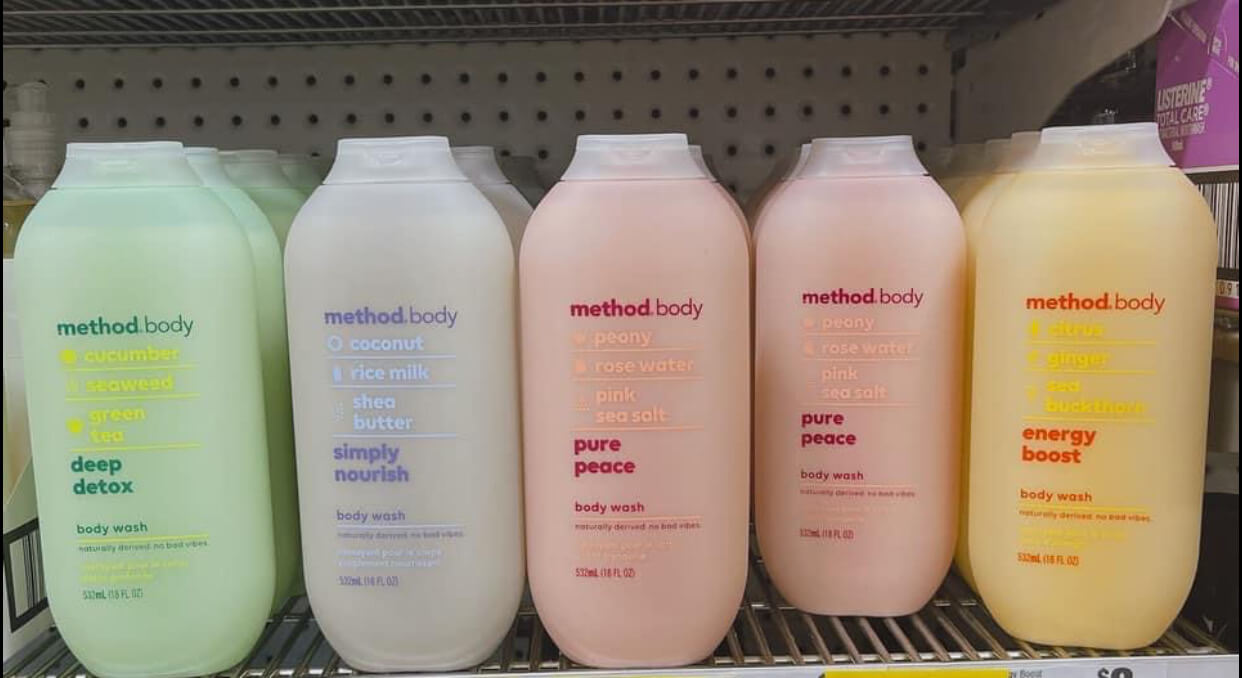 LISTERINE®
TOTAL CARE®
method.body
cucumber
seaweed
green
tea
deep
detox
body wash
naturally derived. no bad vibes.
532mL (18 FL OZ)
method.body
coconut
rice milk
shea
butter
simply
nourish
body wash
naturally derived. no bad vibes.
532mL (18 FL OZ)
method.body
peony
rose water
pink
sea salt
pure
peace
body wash
naturally derived. no bad vibes.
532mL (18 FL OZ)
method.body
peony
rose water
pink
sea salt
pure
peace
body wash
naturally derived. no bad vibes.
532mL (18 FL OZ)
method.body
citrus
ginger
sea
buckthorn
energy
boost
body wash
naturally derived. no bad vibes.
532mL (18 FL OZ)
Boost